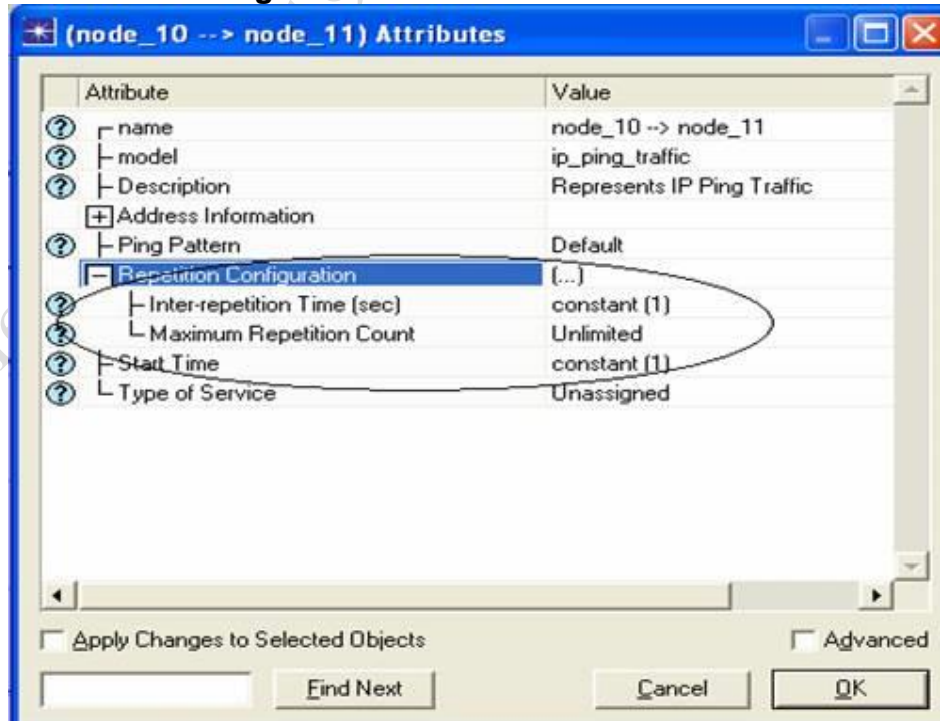 (node_10 --> node_11) Attributes
Attribute Value
name node_10 --> node_11
model ip_ping_traffic
Description Represents IP Ping Traffic
Address Information
Ping Pattern Default
Repetition Configuration (...)
Inter-repetition Time (sec) constant (1)
Maximum Repetition Count Unlimited
Start Time constant (1)
Type of Service Unassigned
Apply Changes to Selected Objects Advanced
Find Next Cancel OK